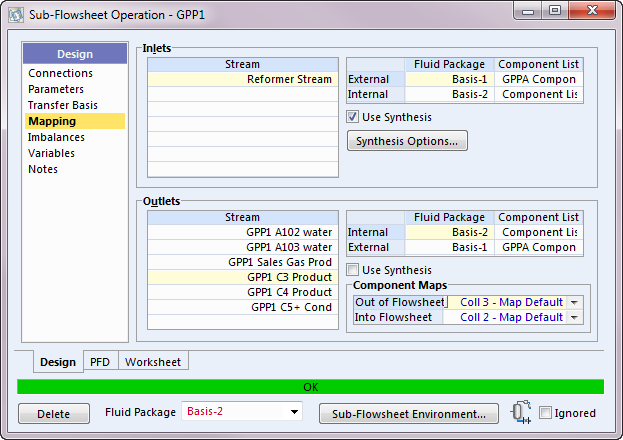 Sub-Flowsheet Operation - GPP1
Design
Connections
Parameters
Transfer Basis
Mapping
Imbalances
Variables
Notes
Inlets
Stream
Reformer Stream
Fluid Package Component List
External Basis-1 GPPA Compon
Internal Basis-2 Component Lis
Use Synthesis
Synthesis Options...
Outlets
Stream
GPP1 A102 water
GPP1 A103 water
GPP1 Sales Gas Prod
GPP1 C3 Product
GPP1 C4 Product
GPP1 C5+ Cond
Fluid Package Component List
Internal Basis-2 Component Lis
External Basis-1 GPPA Compon
Use Synthesis
Component Maps
Out of Flowsheet Coll 3 - Map Default
Into Flowsheet Coll 2 - Map Default
Design PFD Worksheet
OK
Delete Fluid Package Basis-2 Sub-Flowsheet Environment... Ignored